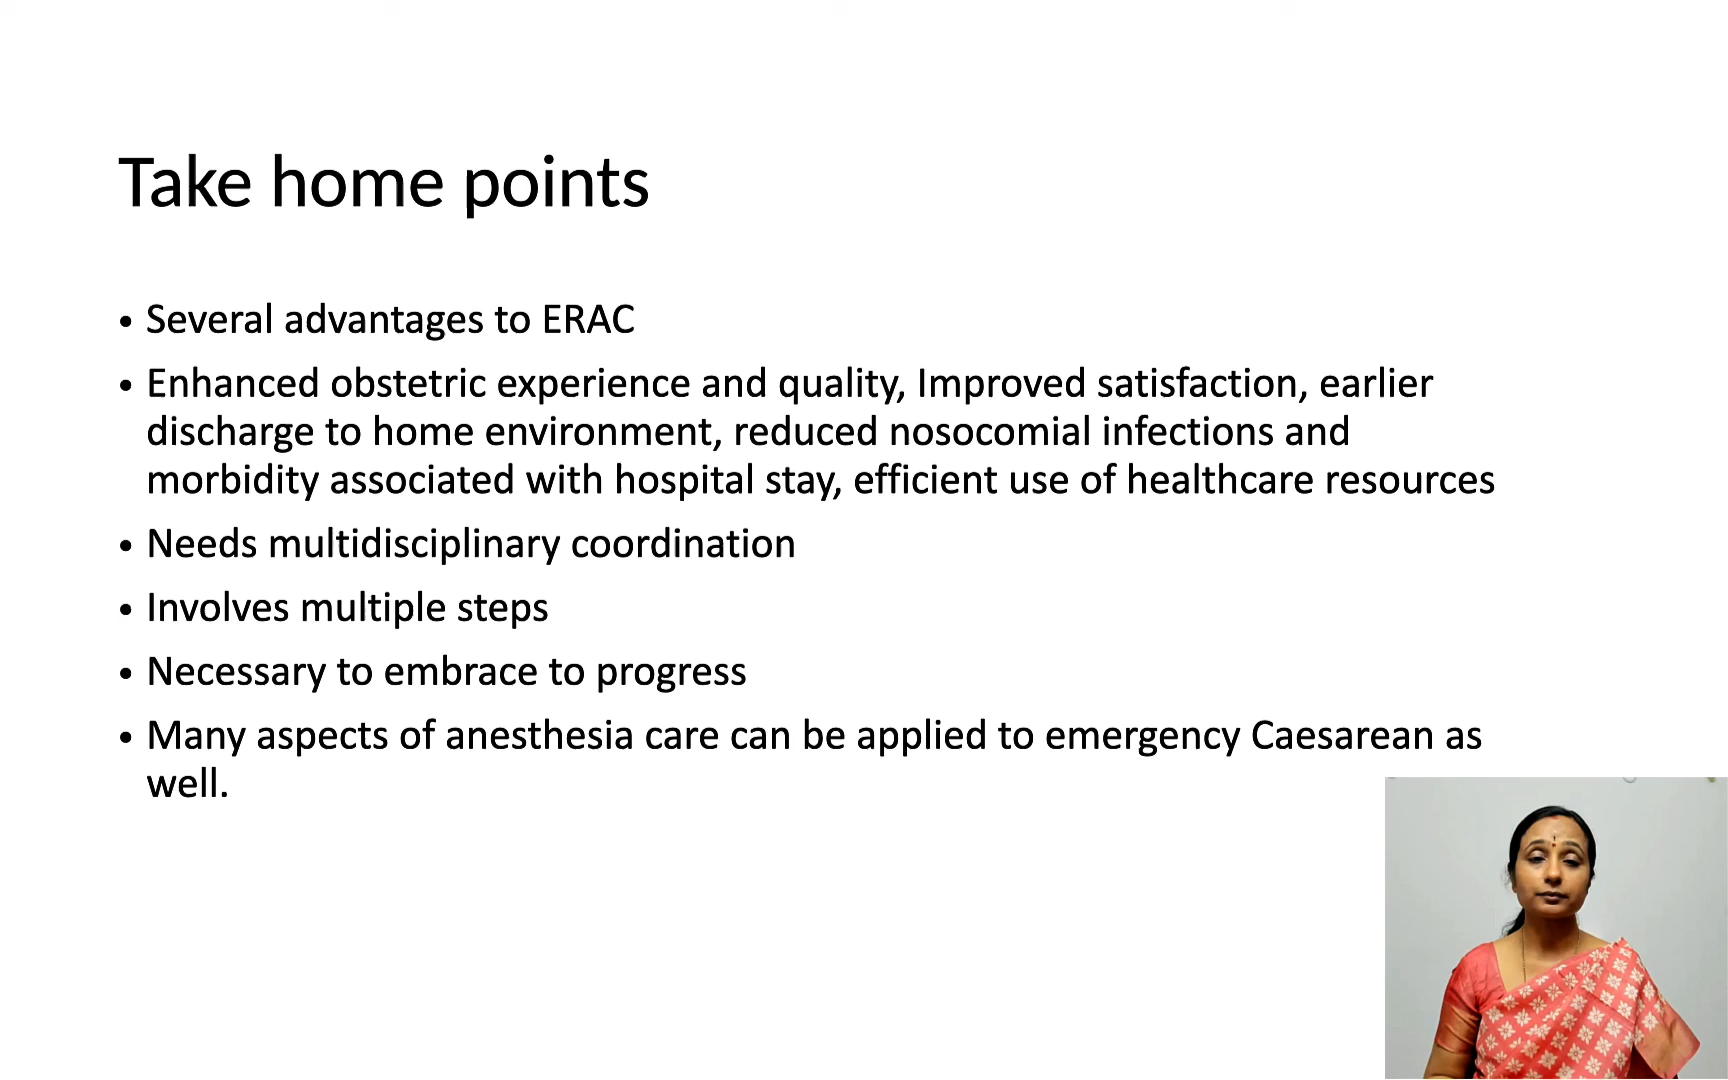 Take home points
• Several advantages to ERAC
• Enhanced obstetric experience and quality, Improved satisfaction, earlier
discharge to home environment, reduced nosocomial infections and
morbidity associated with hospital stay, efficient use of healthcare resources
• Needs multidisciplinary coordination
• Involves multiple steps
• Necessary to embrace to progress
• Many aspects of anesthesia care can be applied to emergency Caesarean as
well.